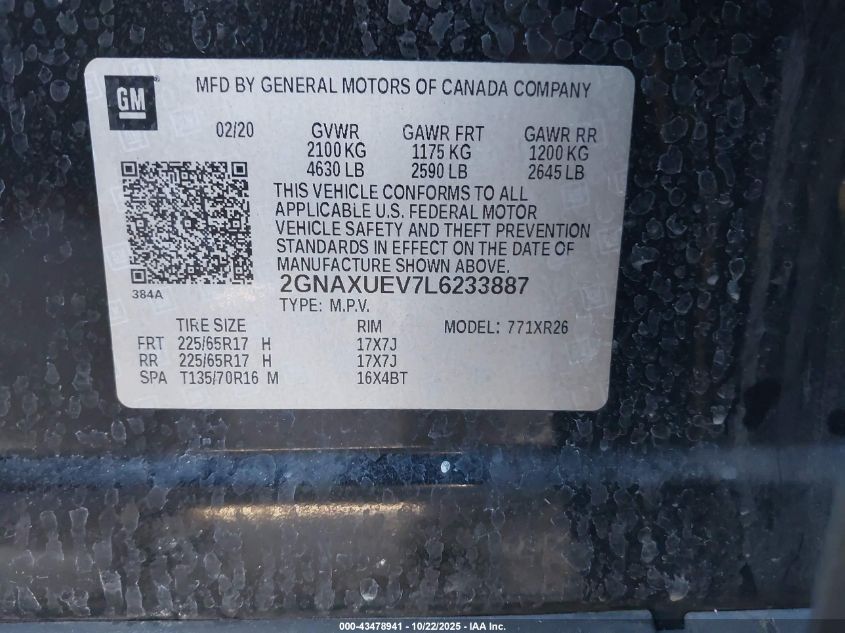 GM
MFD BY GENERAL MOTORS OF CANADA COMPANY
02/20 GVWR GAWR FRT GAWR RR
2100 KG 1175 KG 1200 KG
4630 LB 2590 LB 2645 LB
THIS VEHICLE CONFORMS TO ALL
APPLICABLE U.S. FEDERAL MOTOR
VEHICLE SAFETY AND THEFT PREVENTION
STANDARDS IN EFFECT ON THE DATE OF
MANUFACTURE SHOWN ABOVE.
384A
2GNAXUEV7L6233887
TYPE: M.P.V.
TIRE SIZE RIM MODEL: 771XR26
FRT 225/65R17 H 17X7J
RR 225/65R17 H 17X7J
SPA T135/70R16 M 16X4BT
000-43478941 - 10/22/2025 - IAA Inc.